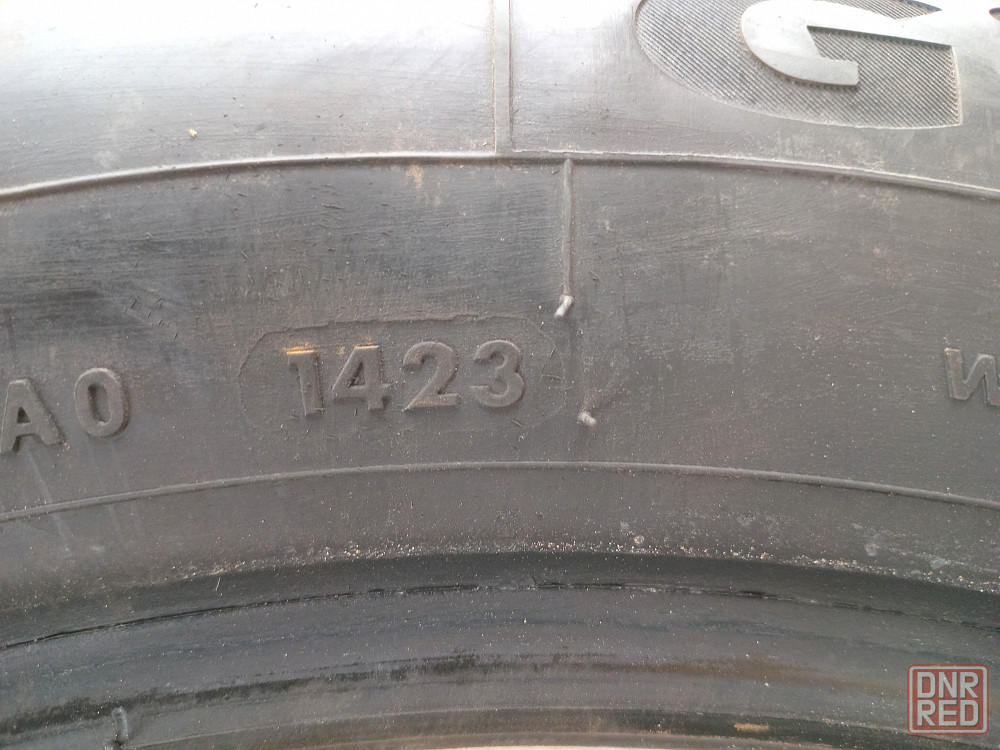 G
A0 1423 И
DNR
RED